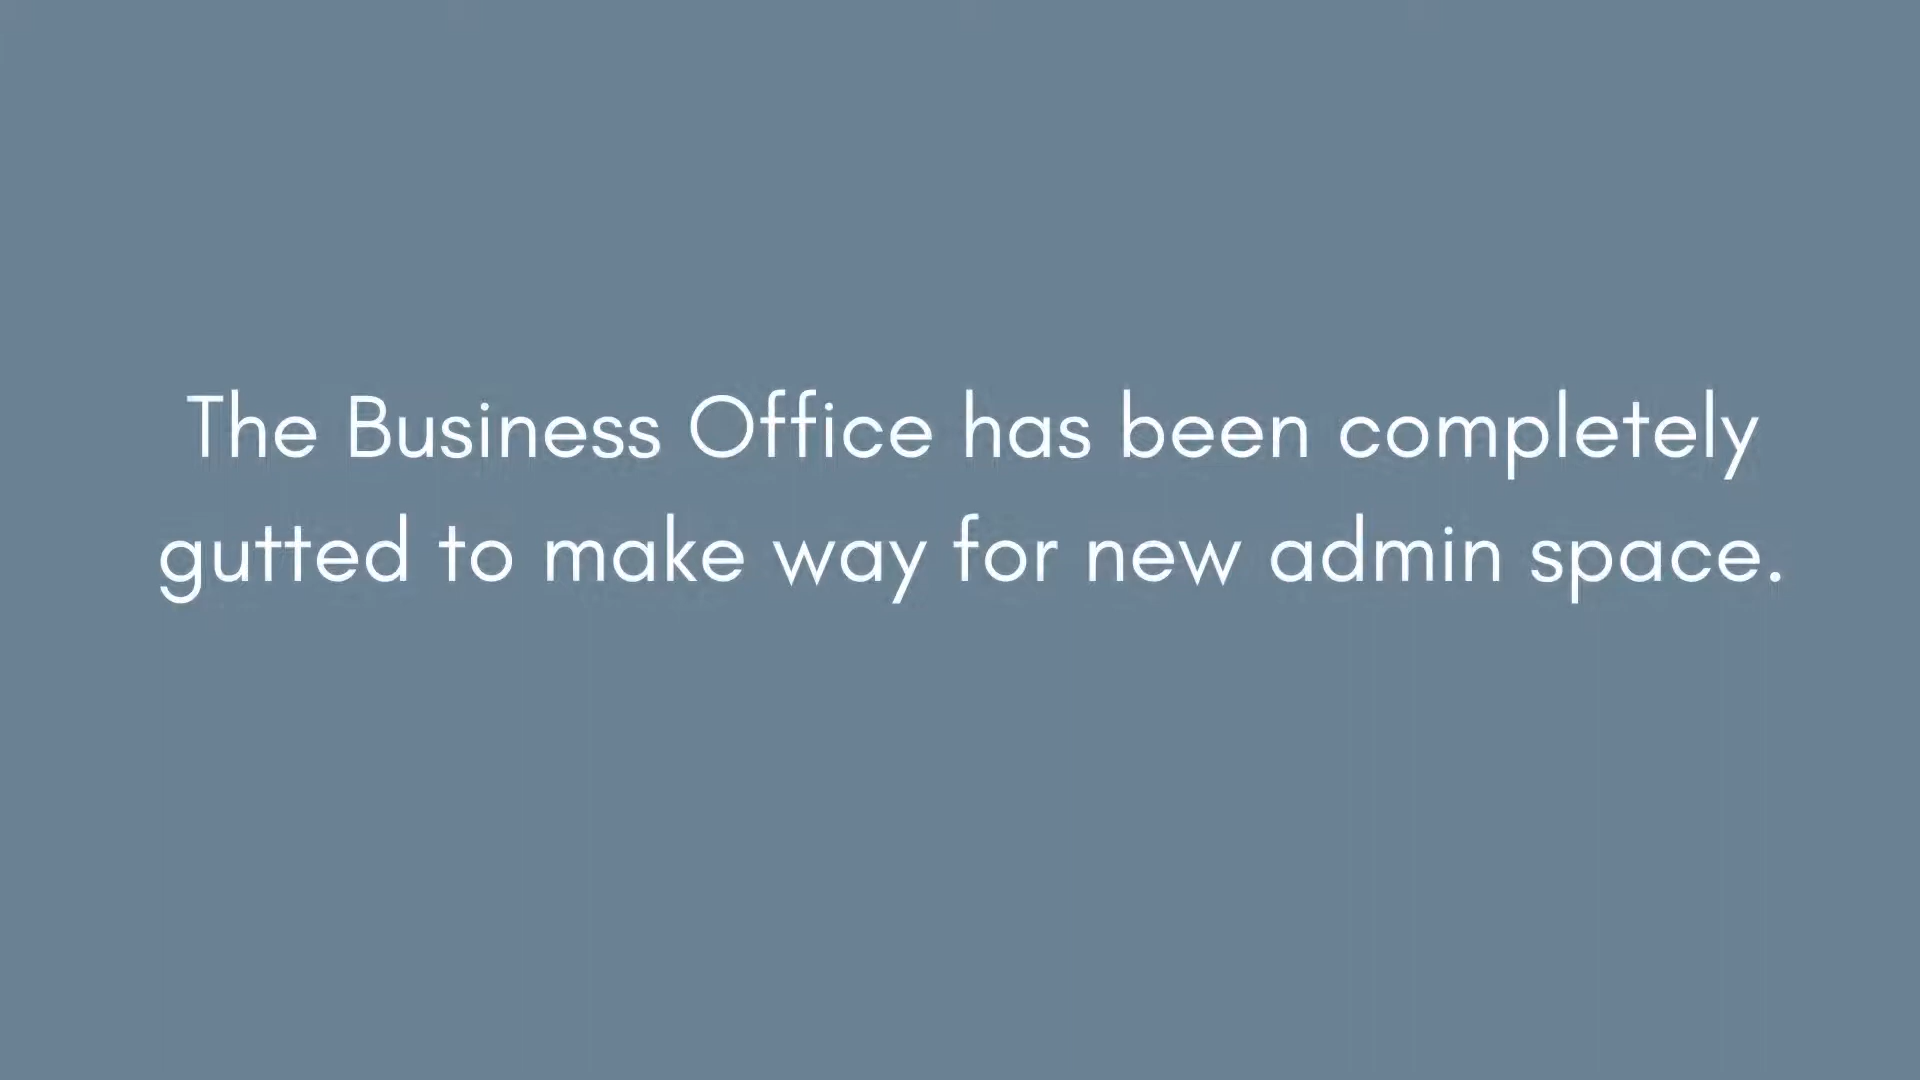 The Business Office has been completely
gutted to make way for new admin space.